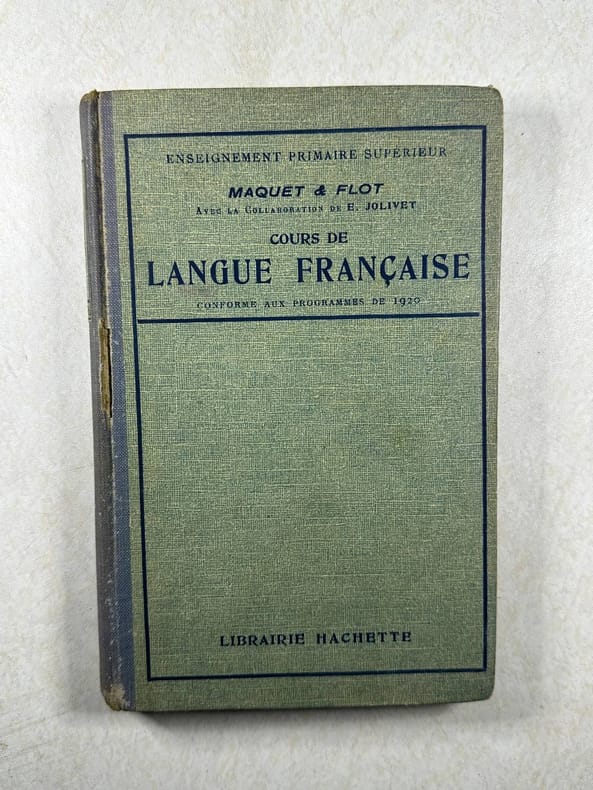 ENSEIGNEMENT PRIMAIRE SUPÉRIEUR
MAQUET & FLOT
AVEC LA COLLABORATION DE E. JOLIVET
COURS DE
LANGUE FRANÇAISE
CONFORME AUX PROGRAMMES DE 1920
LIBRAIRIE HACHETTE